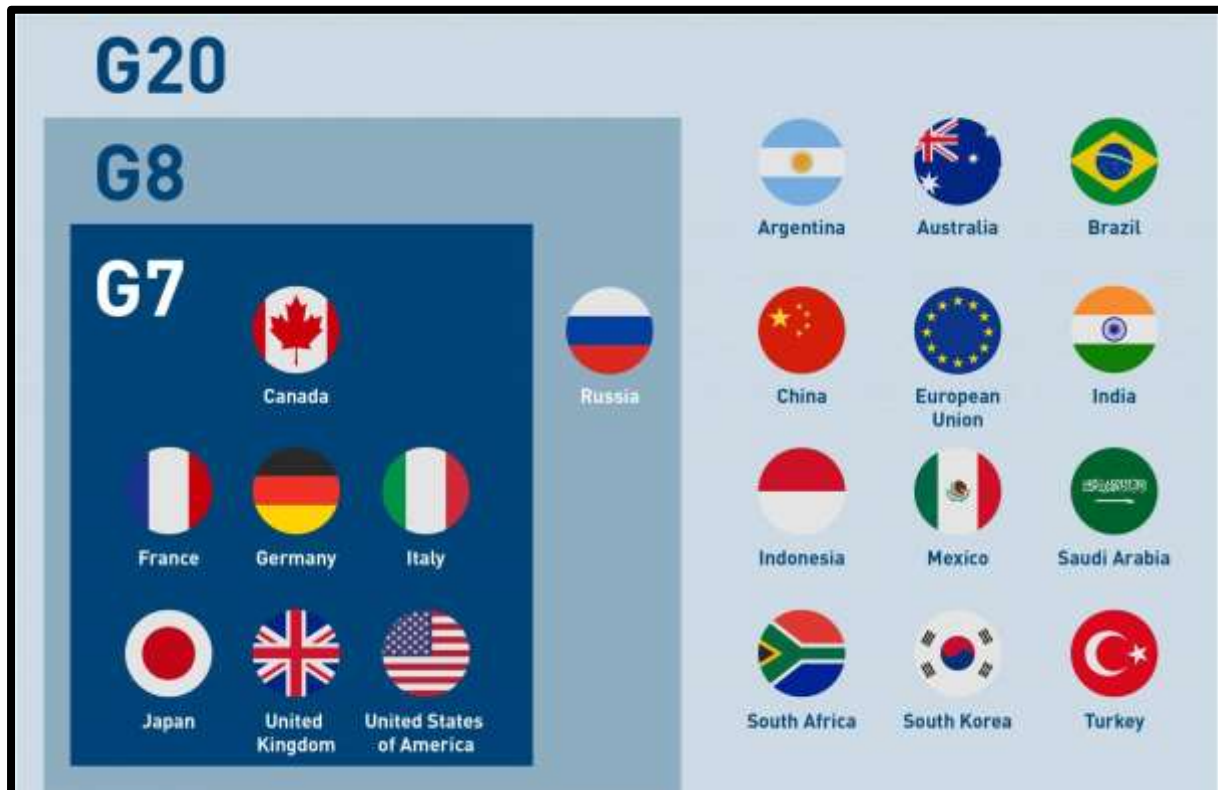 G20
G8
G7
Canada
France
Germany
Italy
Japan
United
Kingdom
United States
of America
Russia
Argentina
Australia
Brazil
China
European
Union
India
Indonesia
Mexico
Saudi Arabia
South Africa
South Korea
Turkey